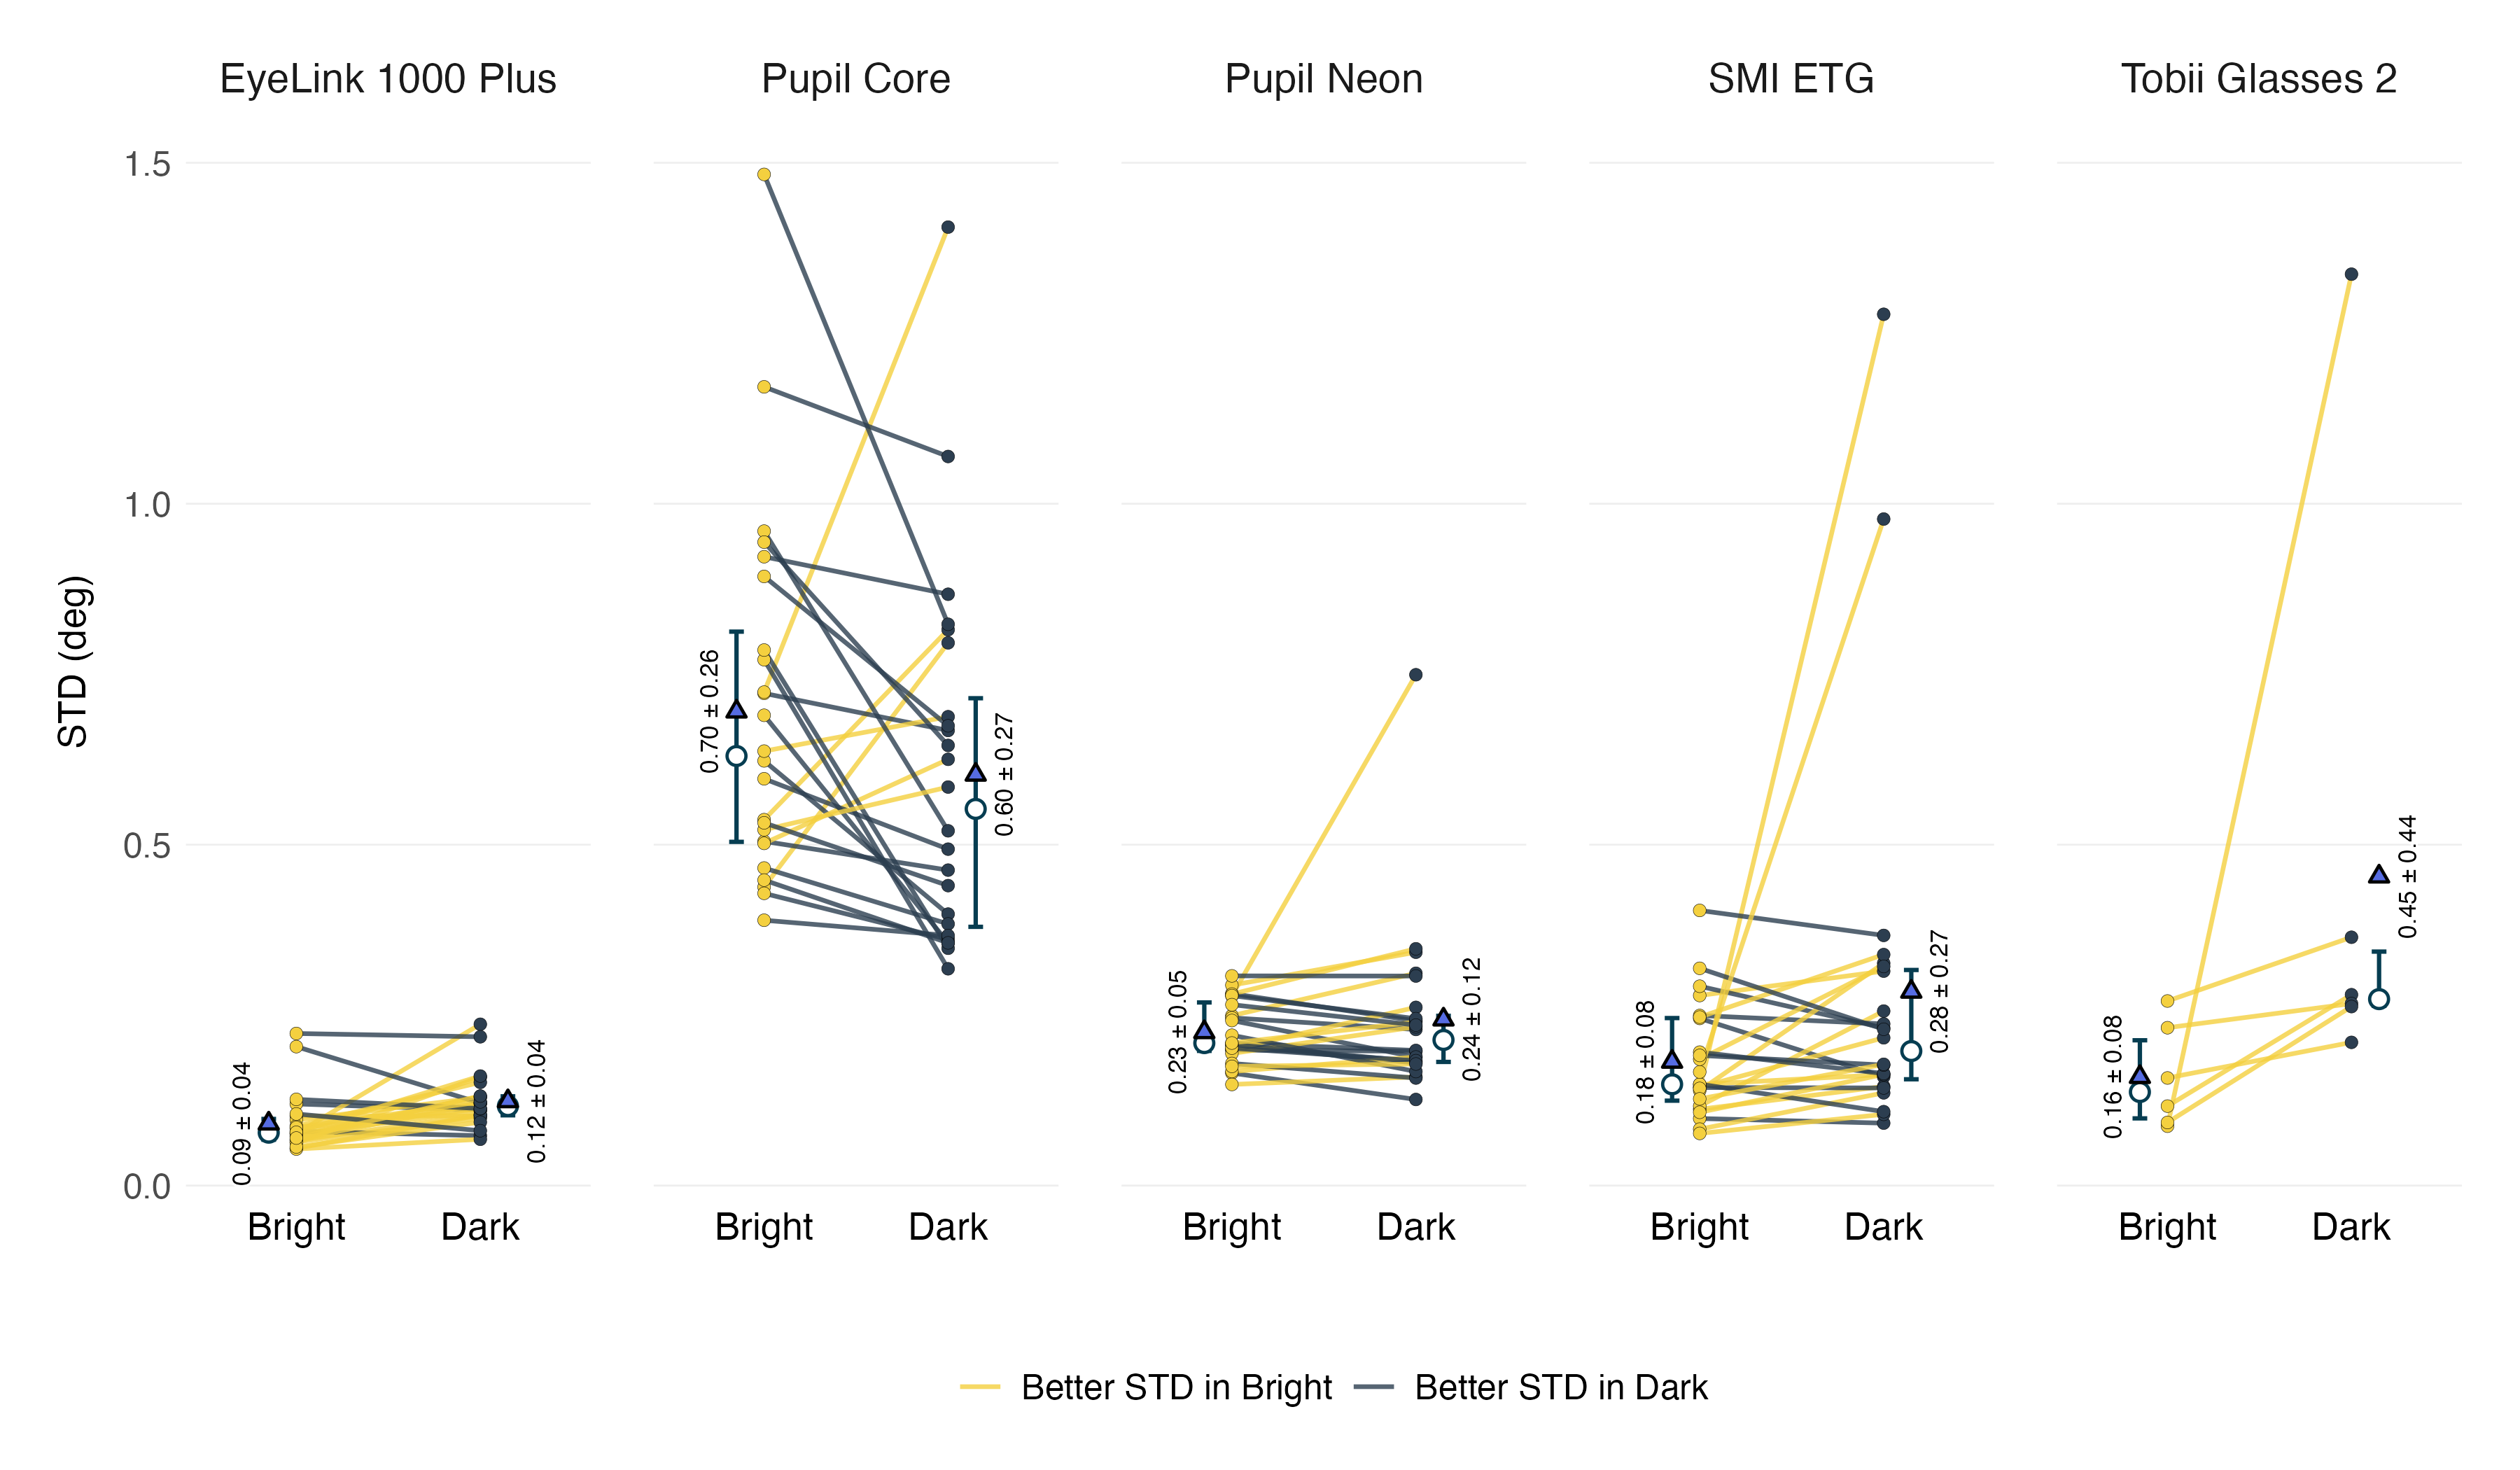 EyeLink 1000 Plus
Pupil Core
Pupil Neon
SMI ETG
Tobii Glasses 2
STD (deg)
1.5
1.0
0.5
0.0
0.09 ± 0.04
0.12 ± 0.04
0.70 ± 0.26
0.60 ± 0.27
0.23 ± 0.05
0.24 ± 0.12
0.18 ± 0.08
0.28 ± 0.27
0.16 ± 0.08
0.45 ± 0.44
Bright Dark
Bright Dark
Bright Dark
Bright Dark
Bright Dark
Better STD in Bright
Better STD in Dark